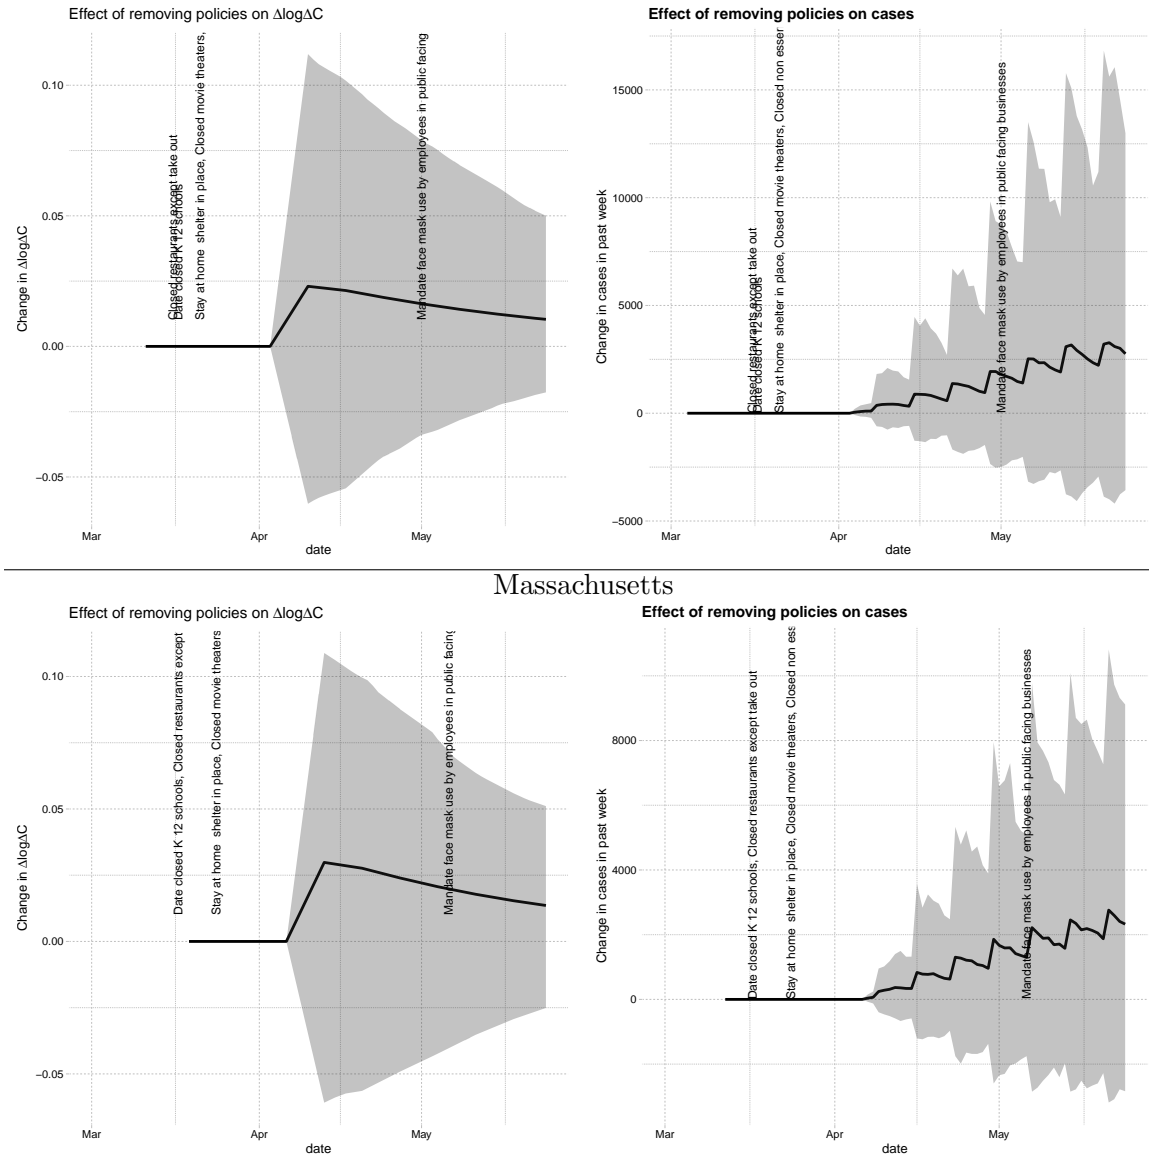 Effect of removing policies on ΔlogΔC
Change in ΔlogΔC
0.10
0.05
0.00
−0.05
Closed restaurants except take out
Date closed K 12 schools
Stay at home shelter in place, Closed movie theaters,
Mandate face mask use by employees in public facing
Mar
Apr
May
date
Effect of removing policies on cases
Change in cases in past week
15000
10000
5000
0
−5000
Closed restaurants except take out
Date closed K 12 schools
Stay at home shelter in place, Closed movie theaters, Closed non esser
Mandate face mask use by employees in public facing businesses
Mar
Apr
May
date
Massachusetts
Effect of removing policies on ΔlogΔC
Change in ΔlogΔC
0.10
0.05
0.00
−0.05
Date closed K 12 schools, Closed restaurants except
Stay at home shelter in place, Closed movie theaters
Mandate face mask use by employees in public facing
Mar
Apr
May
date
Effect of removing policies on cases
Change in cases in past week
8000
4000
0
Date closed K 12 schools, Closed restaurants except take out
Stay at home shelter in place, Closed movie theaters, Closed non ess
Mandate face mask use by employees in public facing businesses
Mar
Apr
May
date